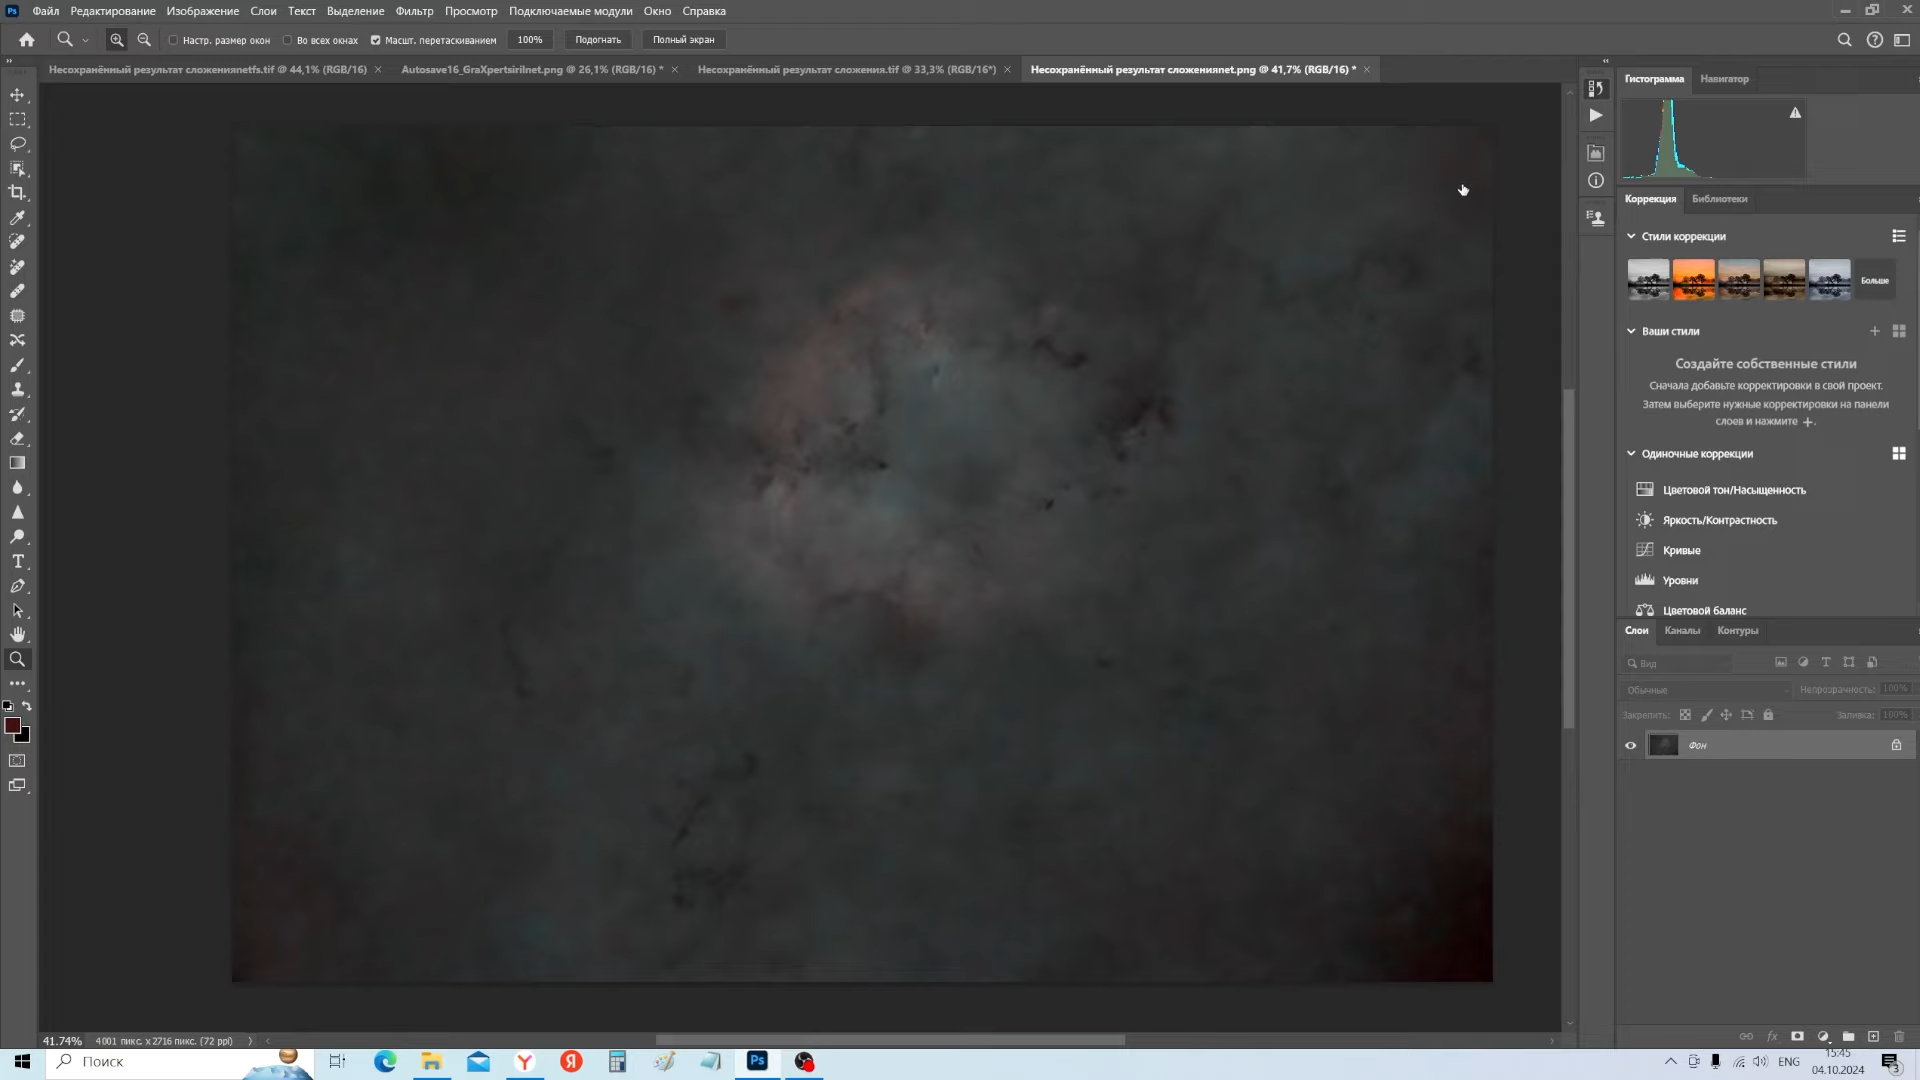 Ps Файл Редактирование Изображение Слои Текст Выделение Фильтр Просмотр Подключаемые модули Окно Справка
Настр. размер окон Во всех окнах Масшт. перетаскиванием 100% Подогнать Полный экран
Несохранённый результат сложенияnetfs.tif @ 44,1% (RGB/16) × Autosave16_GraXpertsirilnet.png @ 26,1% (RGB/16) * × Несохранённый результат сложения.tif @ 33,3% (RGB/16*) × Несохранённый результат сложенияnet.png @ 41,7% (RGB/16) * ×
Гистограмма Навигатор
Коррекция Библиотеки
Стили коррекции
Больше
Ваши стили
Создайте собственные стили
Сначала добавьте корректировки в свой проект.
Затем выберите нужные корректировки на панели
слоев и нажмите +.
Одиночные коррекции
Цветовой тон/Насыщенность
Яркость/Контрастность
Кривые
Уровни
Цветовой баланс
Слои Каналы Контуры
Вид
Обычные Непрозрачность: 100%
Закрепить: Заливка: 100%
Фон
41.74% 4001 пикс. x 2716 пикс. (72 ppi)
Поиск Ps ENG 15:45
04.10.2024 3